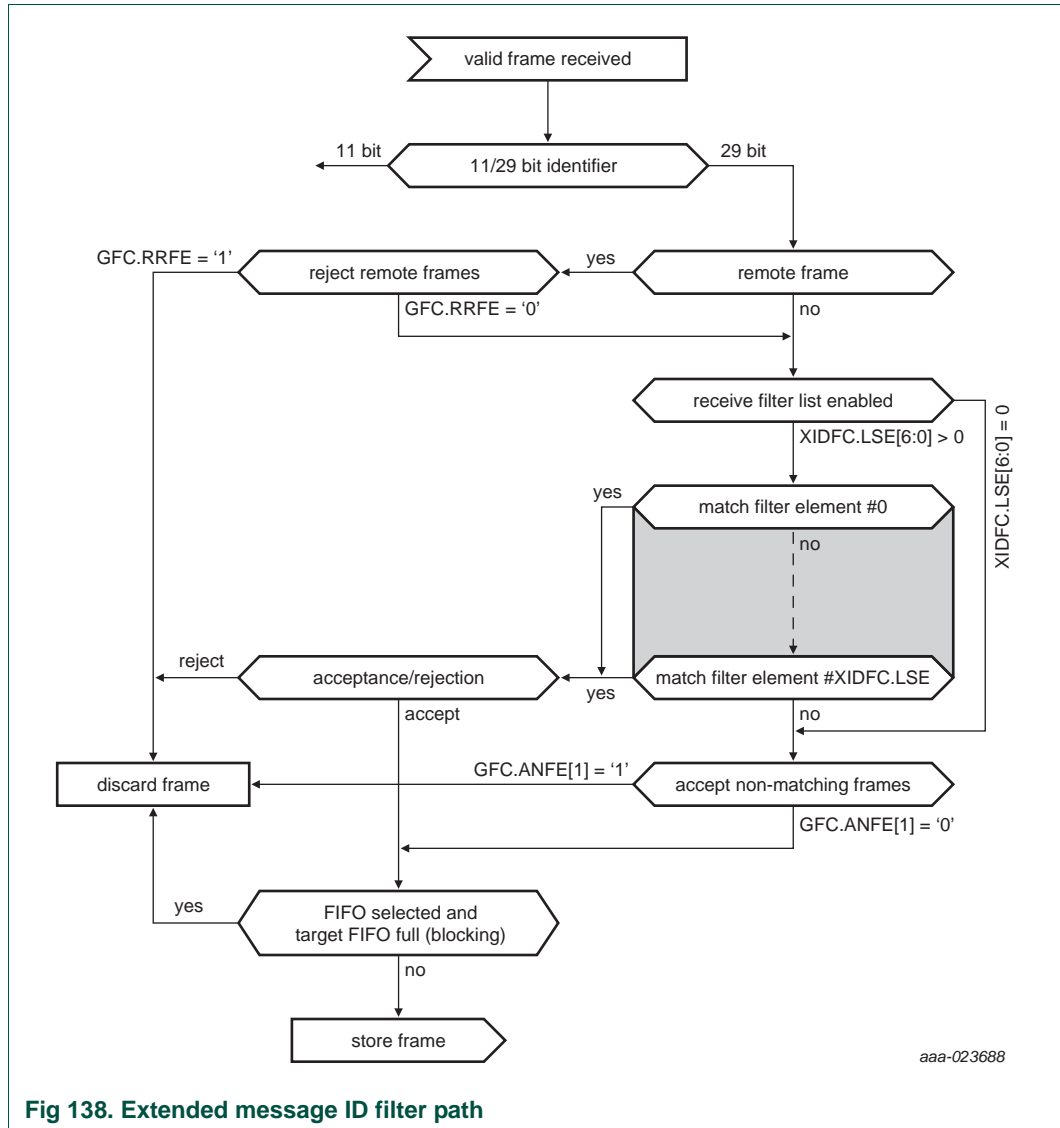 valid frame received
11 bit
11/29 bit identifier
29 bit
GFC.RRFE = ‘1’
reject remote frames
yes
remote frame
GFC.RRFE = ‘0’
no
receive filter list enabled
XIDFC.LSE[6:0] > 0
XIDFC.LSE[6:0] = 0
yes
match filter element #0
no
reject
acceptance/rejection
yes
match filter element #XIDFC.LSE
accept
no
discard frame
GFC.ANFE[1] = ‘1’
accept non-matching frames
GFC.ANFE[1] = ‘0’
yes
FIFO selected and
target FIFO full (blocking)
no
store frame
aaa-023688
Fig 138. Extended message ID filter path